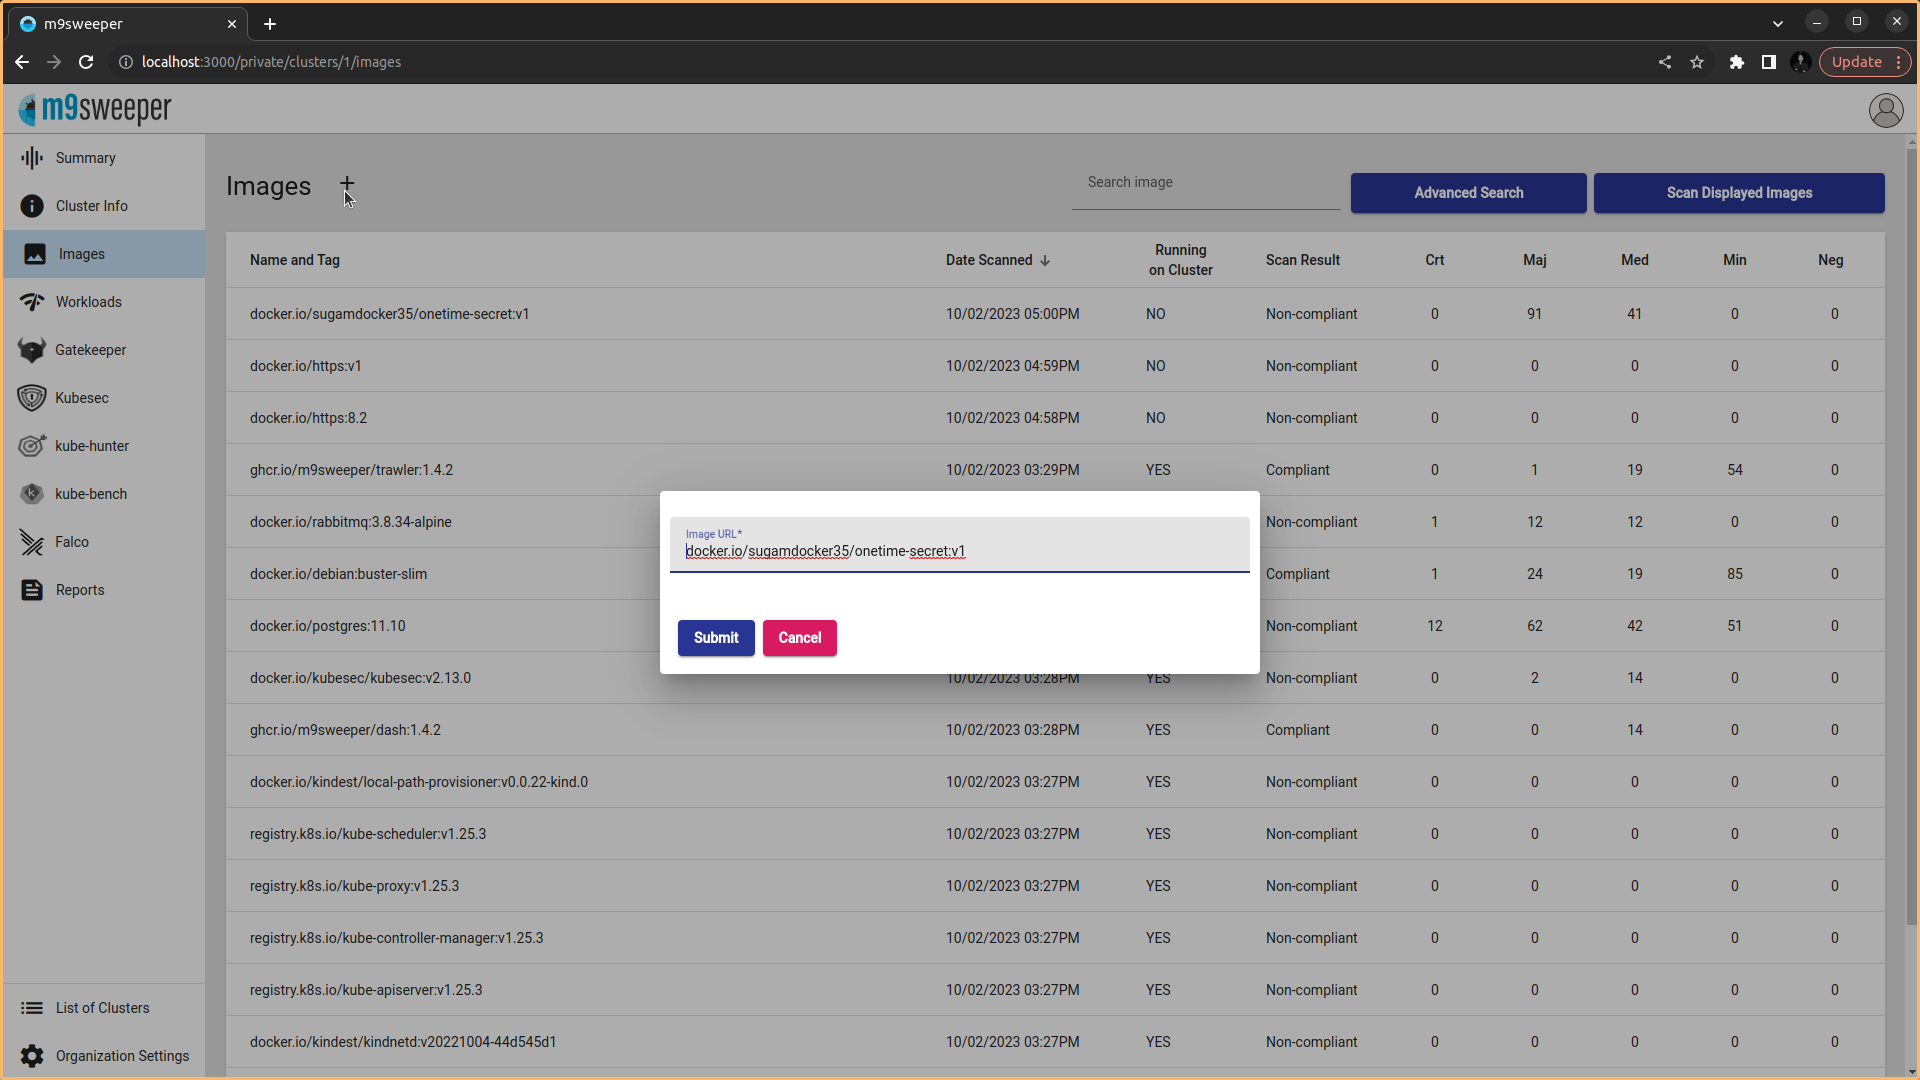 m9sweeper
localhost:3000/private/clusters/1/images
Update
m9sweeper
Summary
Cluster Info
Images
Workloads
Gatekeeper
Kubesec
kube-hunter
kube-bench
Falco
Reports
List of Clusters
Organization Settings
Images
Search image
Advanced Search
Scan Displayed Images
Name and Tag Date Scanned Running on Cluster Scan Result Crt Maj Med Min Neg
docker.io/sugamdocker35/onetime-secret:v1 10/02/2023 05:00PM NO Non-compliant 0 91 41 0 0
docker.io/https:v1 10/02/2023 04:59PM NO Non-compliant 0 0 0 0 0
docker.io/https:8.2 10/02/2023 04:58PM NO Non-compliant 0 0 0 0 0
ghcr.io/m9sweeper/trawler:1.4.2 10/02/2023 03:29PM YES Compliant 0 1 19 54 0
docker.io/rabbitmq:3.8.34-alpine Non-compliant 1 12 12 0 0
docker.io/debian:buster-slim Compliant 1 24 19 85 0
docker.io/postgres:11.10 Non-compliant 12 62 42 51 0
docker.io/kubesec/kubesec:v2.13.0 10/02/2023 03:28PM YES Non-compliant 0 2 14 0 0
ghcr.io/m9sweeper/dash:1.4.2 10/02/2023 03:28PM YES Compliant 0 0 14 0 0
docker.io/kindest/local-path-provisioner:v0.0.22-kind.0 10/02/2023 03:27PM YES Non-compliant 0 0 0 0 0
registry.k8s.io/kube-scheduler:v1.25.3 10/02/2023 03:27PM YES Non-compliant 0 0 0 0 0
registry.k8s.io/kube-proxy:v1.25.3 10/02/2023 03:27PM YES Non-compliant 0 0 0 0 0
registry.k8s.io/kube-controller-manager:v1.25.3 10/02/2023 03:27PM YES Non-compliant 0 0 0 0 0
registry.k8s.io/kube-apiserver:v1.25.3 10/02/2023 03:27PM YES Non-compliant 0 0 0 0 0
docker.io/kindest/kindnetd:v20221004-44d545d1 10/02/2023 03:27PM YES Non-compliant 0 0 0 0 0
Image URL*
docker.io/sugamdocker35/onetime-secret:v1
Submit
Cancel